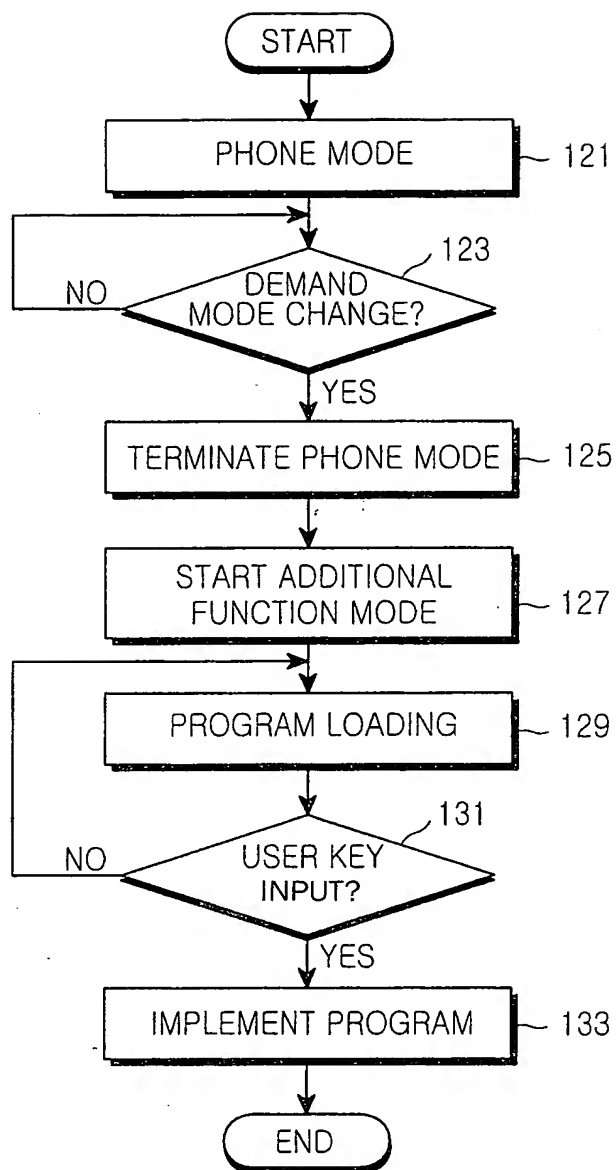 START
PHONE MODE
121
123
DEMAND
MODE CHANGE?
NO
YES
TERMINATE PHONE MODE
125
START ADDITIONAL
FUNCTION MODE
127
PROGRAM LOADING
129
131
USER KEY
INPUT?
NO
YES
IMPLEMENT PROGRAM
133
END